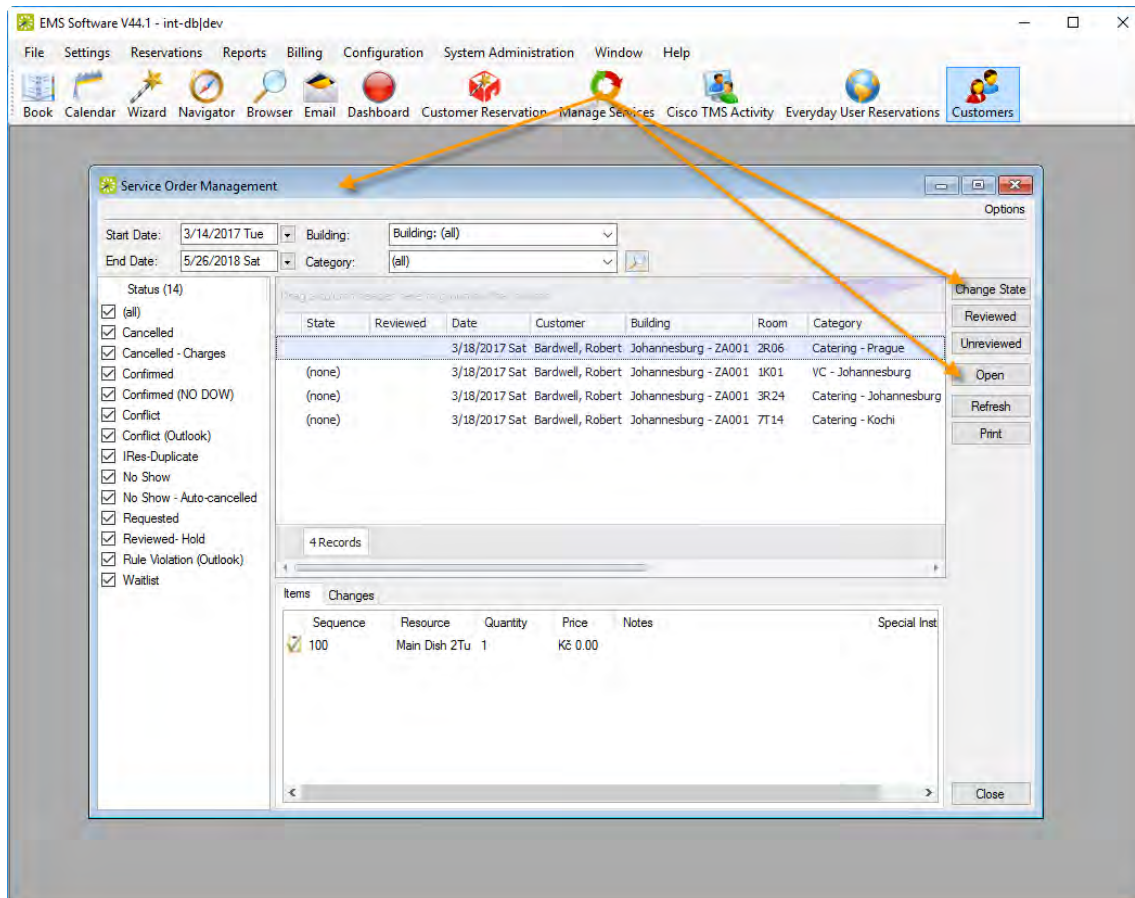 EMS Software V44.1 - int-db|dev
File Settings Reservations Reports Billing Configuration System Administration Window Help
Book Calendar Wizard Navigator Browser Email Dashboard Customer Reservation Manage Services Cisco TMS Activity Everyday User Reservations Customers
Service Order Management
Options
Start Date: 3/14/2017 Tue Building: Building: (all)
End Date: 5/26/2018 Sat Category: (all)
Status (14)
(all)
Cancelled
Cancelled - Charges
Confirmed
Confirmed (NO DOW)
Conflict
Conflict (Outlook)
IRes-Duplicate
No Show
No Show - Auto-cancelled
Requested
Reviewed- Hold
Rule Violation (Outlook)
Waitlist
State Reviewed Date Customer Building Room Category
3/18/2017 Sat Bardwell, Robert Johannesburg - ZA001 2R06 Catering - Prague
(none) 3/18/2017 Sat Bardwell, Robert Johannesburg - ZA001 1K01 VC - Johannesburg
(none) 3/18/2017 Sat Bardwell, Robert Johannesburg - ZA001 3R24 Catering - Johannesburg
(none) 3/18/2017 Sat Bardwell, Robert Johannesburg - ZA001 7T14 Catering - Kochi
4 Records
Change State
Reviewed
Unreviewed
Open
Refresh
Print
Items Changes
Sequence Resource Quantity Price Notes Special Inst
100 Main Dish 2Tu 1 Kč 0.00
Close